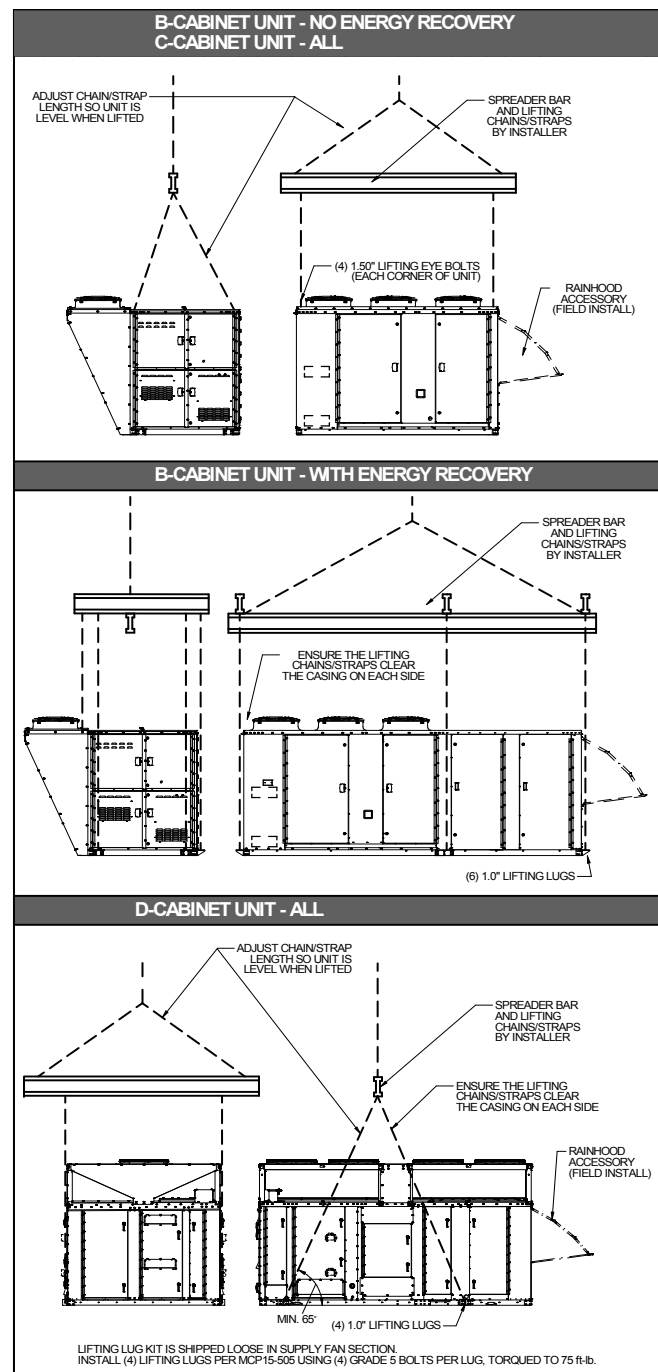 B-CABINET UNIT - NO ENERGY RECOVERY
C-CABINET UNIT - ALL
ADJUST CHAIN/STRAP
LENGTH SO UNIT IS
LEVEL WHEN LIFTED
SPREADER BAR
AND LIFTING
CHAINS/STRAPS
BY INSTALLER
(4) 1.50" LIFTING EYE BOLTS
(EACH CORNER OF UNIT)
RAINHOOD
ACCESSORY
(FIELD INSTALL)
B-CABINET UNIT - WITH ENERGY RECOVERY
SPREADER BAR
AND LIFTING
CHAINS/STRAPS
BY INSTALLER
ENSURE THE LIFTING
CHAINS/STRAPS CLEAR
THE CASING ON EACH SIDE
(6) 1.0" LIFTING LUGS
D-CABINET UNIT - ALL
ADJUST CHAIN/STRAP
LENGTH SO UNIT IS
LEVEL WHEN LIFTED
SPREADER BAR
AND LIFTING
CHAINS/STRAPS
BY INSTALLER
ENSURE THE LIFTING
CHAINS/STRAPS CLEAR
THE CASING ON EACH SIDE
RAINHOOD
ACCESSORY
(FIELD INSTALL)
MIN. 65°
(4) 1.0" LIFTING LUGS
LIFTING LUG KIT IS SHIPPED LOOSE IN SUPPLY FAN SECTION.
INSTALL (4) LIFTING LUGS PER MCP15-505 USING (4) GRADE 5 BOLTS PER LUG, TORQUED TO 75 ft-lb.